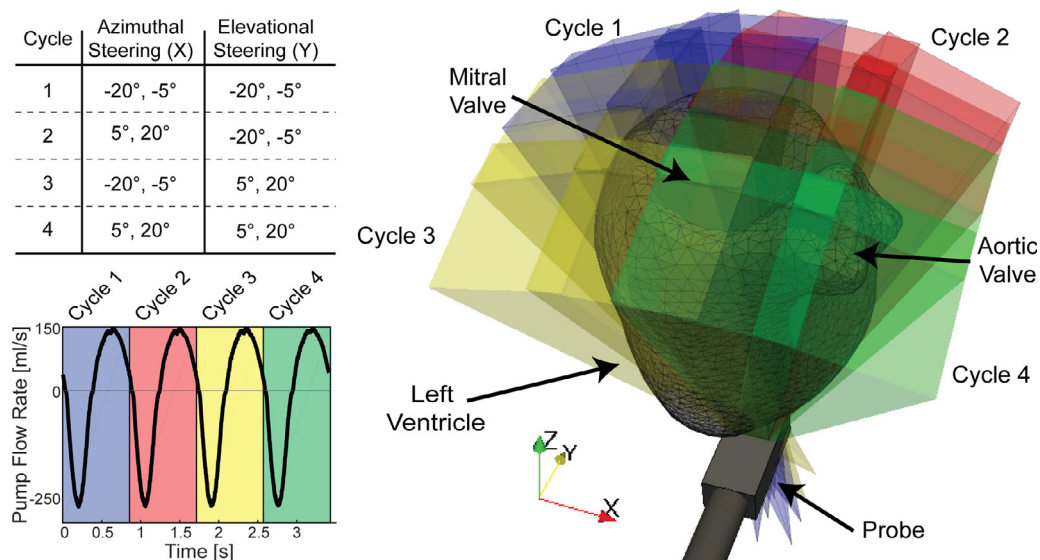 Cycle
Azimuthal
Steering (X)
Elevational
Steering (Y)
1
-20°, -5°
-20°, -5°
2
5°, 20°
-20°, -5°
3
-20°, -5°
5°, 20°
4
5°, 20°
5°, 20°
Cycle 1
Cycle 2
Cycle 3
Cycle 4
Pump Flow Rate [ml/s]
150
0
-250
0
0.5
1
1.5
2
2.5
3
Time [s]
Cycle 1
Cycle 2
Mitral
Valve
Cycle 3
Aortic
Valve
Left
Ventricle
Cycle 4
Z
Y
X
Probe